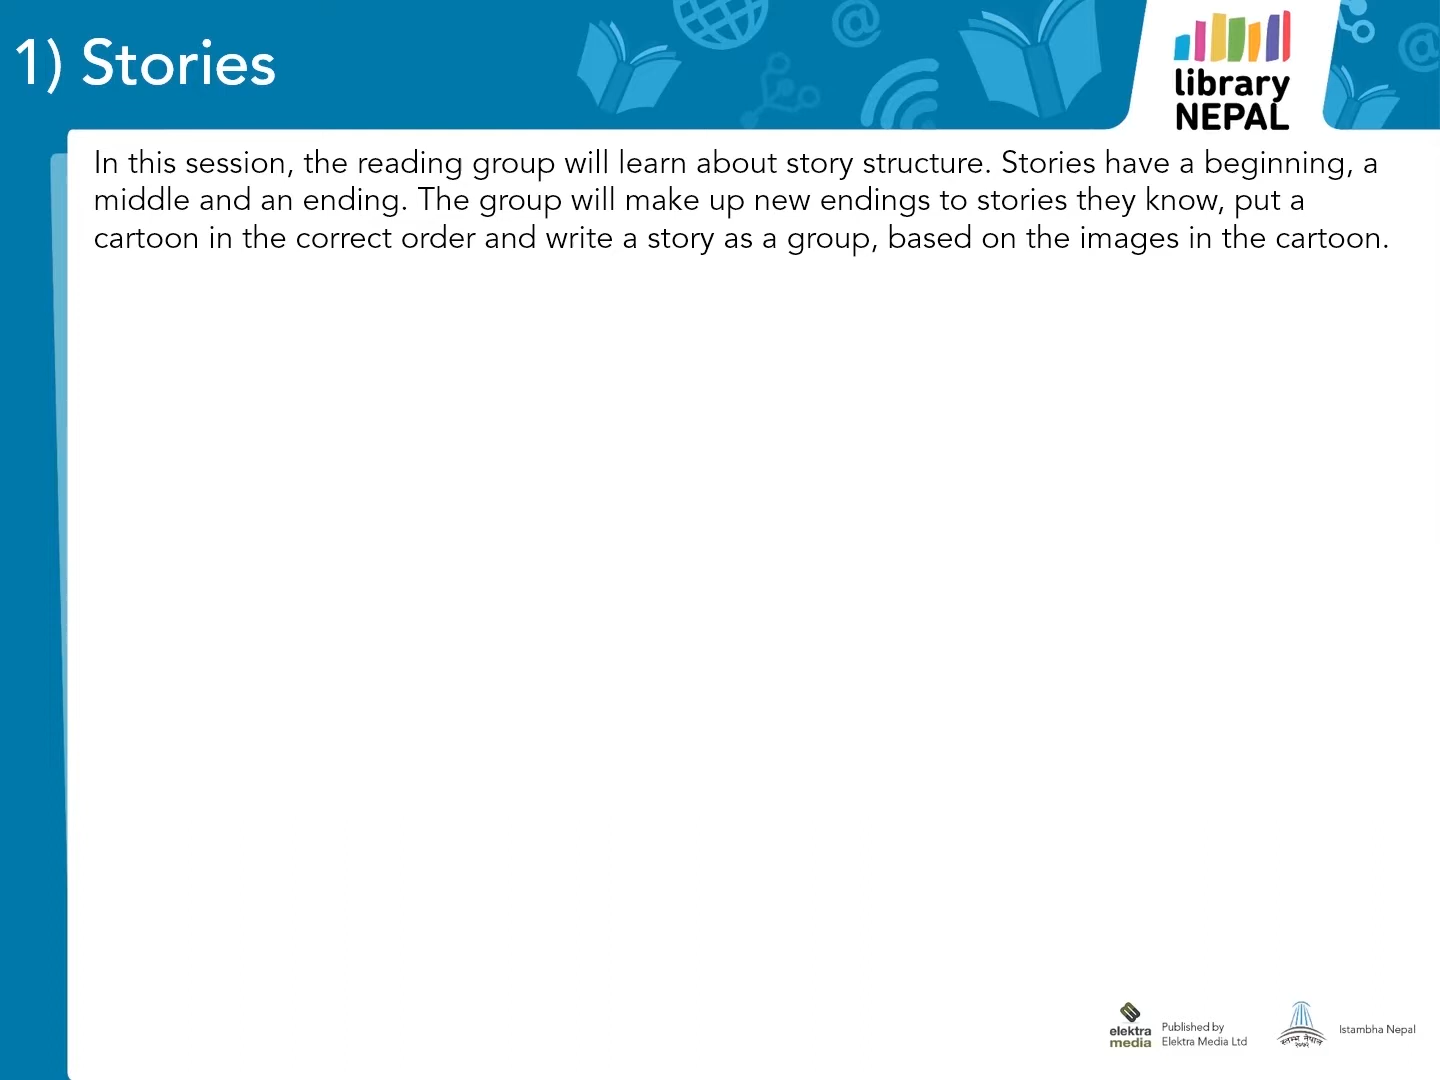 1) Stories
library
NEPAL
In this session, the reading group will learn about story structure. Stories have a beginning, a
middle and an ending. The group will make up new endings to stories they know, put a
cartoon in the correct order and write a story as a group, based on the images in the cartoon.
elektra
media
Published by
Elektra Media Ltd
स्तम्भ नेपाल
२०७२
Istambha Nepal